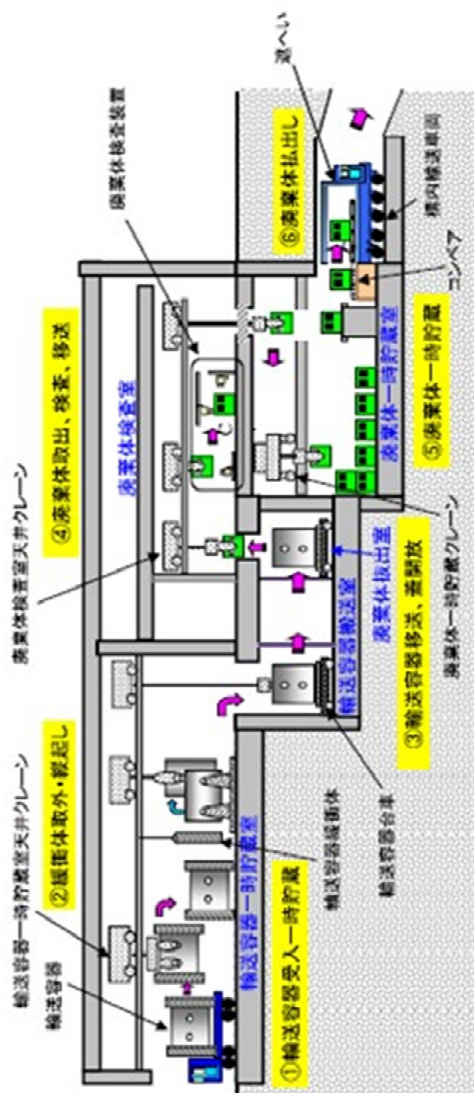 輸送容器一時貯蔵室天井クレーン
輸送容器
②緩衝体取外・縦起し
廃棄体検査室天井クレーン
④廃棄体取出、検査、移送
廃棄体検査装置
廃棄体検査室
⑥廃棄体払出し
遮へい
輸送容器一時貯蔵室
①輸送容器受入一時貯蔵
輸送容器緩衝体
輸送容器台車
輸送容器搬送室
廃棄体抜出室
③輸送容器移送、蓋開放
廃棄体一時貯蔵クレーン
廃棄体一時貯蔵室
⑤廃棄体一時貯蔵
コンベア
構内輸送車両